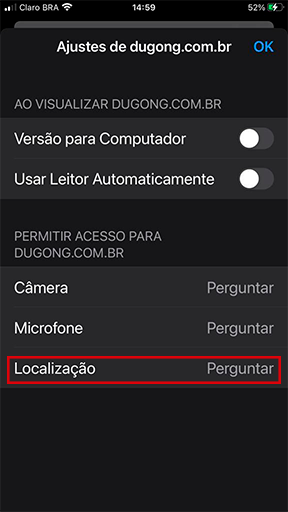 Claro BRA 14:59 52%
Ajustes de dugong.com.br OK
AO VISUALIZAR DUGONG.COM.BR
Versão para Computador
Usar Leitor Automaticamente
PERMITIR ACESSO PARA
DUGONG.COM.BR
Câmera Perguntar
Microfone Perguntar
Localização Perguntar